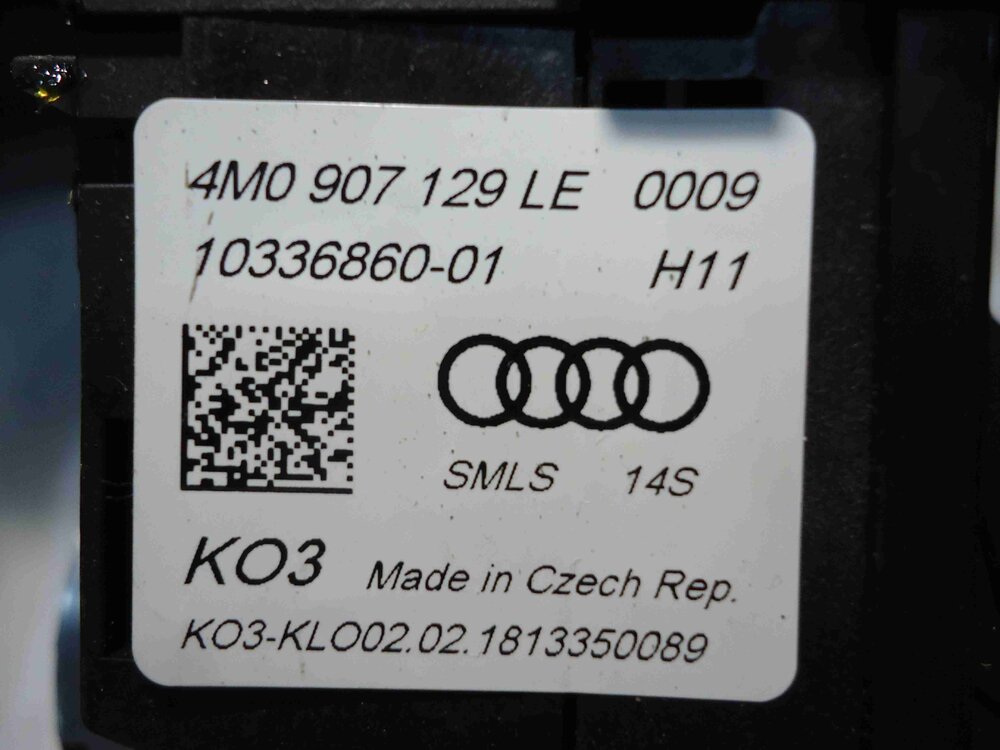 4M0 907 129 LE 0009
10336860-01 H11
SMLS 14S
KO3 Made in Czech Rep.
KO3-KLO02.02.1813350089